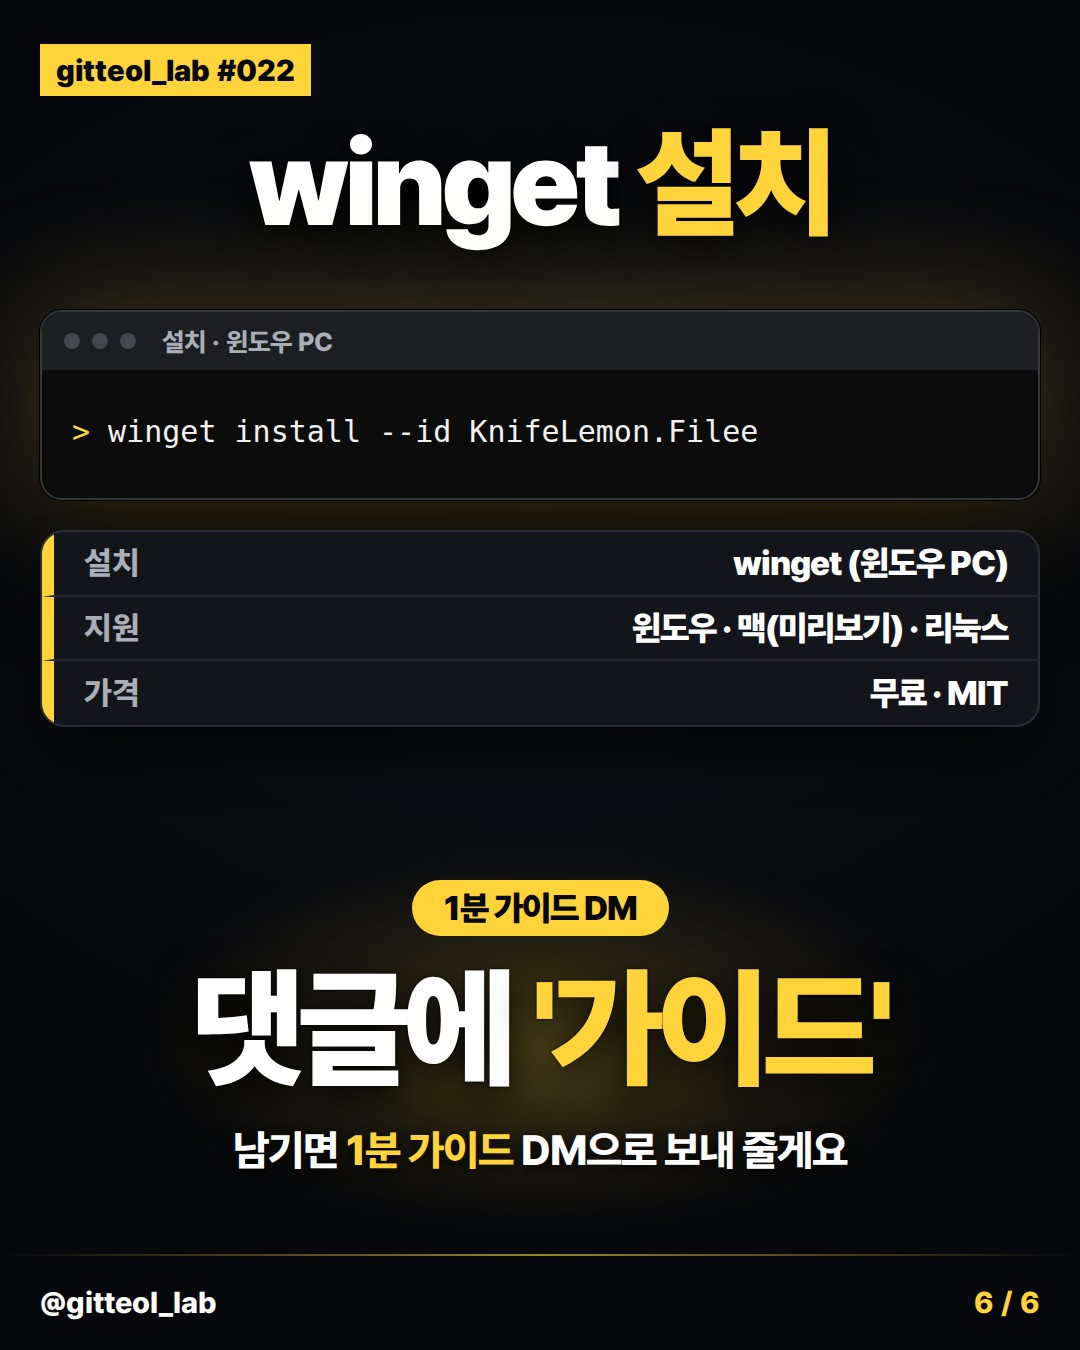 gitteol_lab #022
winget 설치
설치 · 윈도우 PC
> winget install --id KnifeLemon.Filee
설치 winget (윈도우 PC)
지원 윈도우 · 맥(미리보기) · 리눅스
가격 무료 · MIT
1분 가이드 DM
댓글에 '가이드'
남기면 1분 가이드 DM으로 보내 줄게요
@gitteol_lab 6 / 6